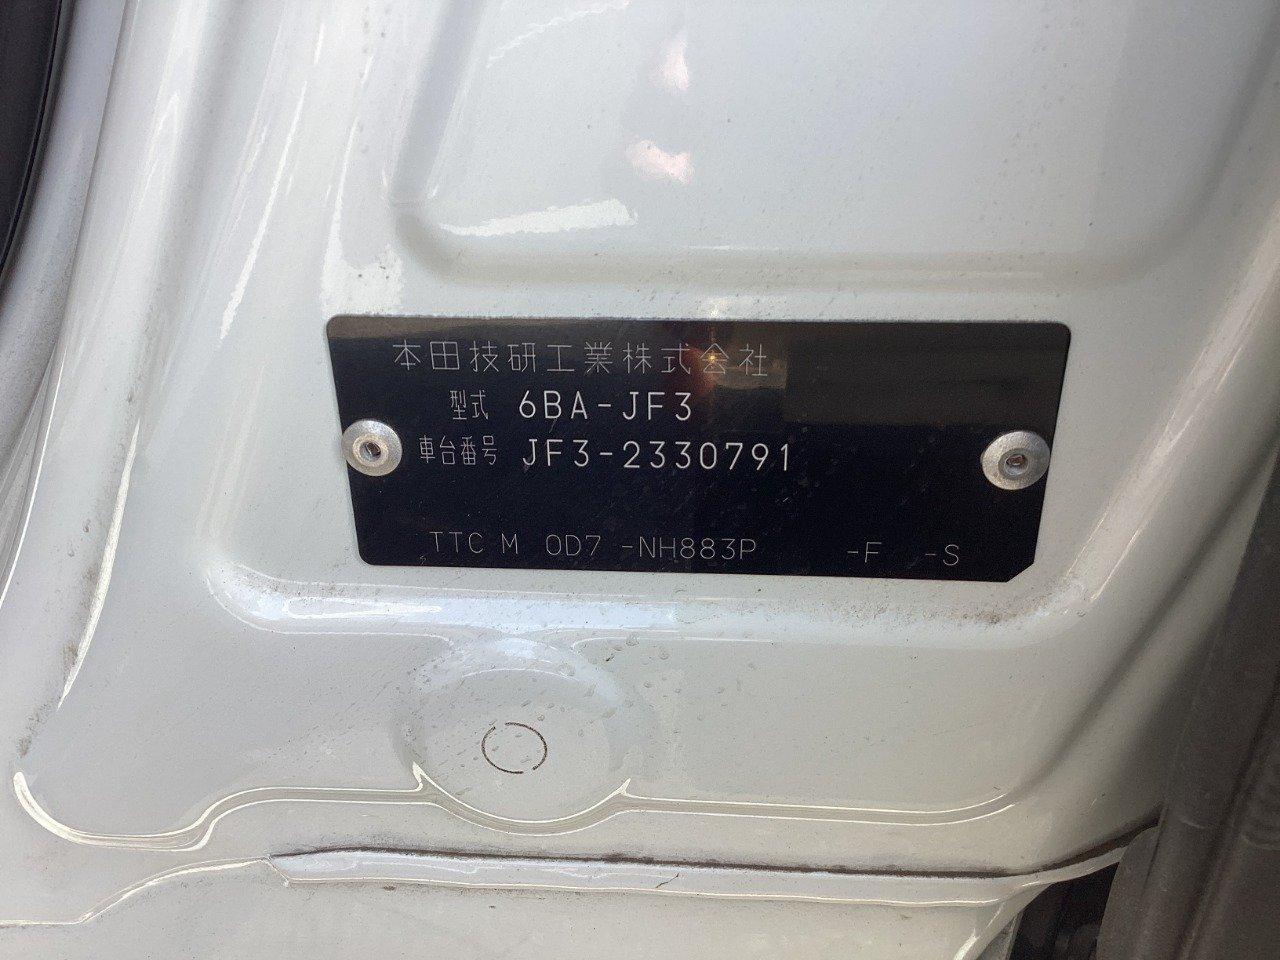 本田技研工業株式会社
型式 6BA-JF3
車台番号 JF3-2330791
TTC M 0D7 -NH883P -F -S